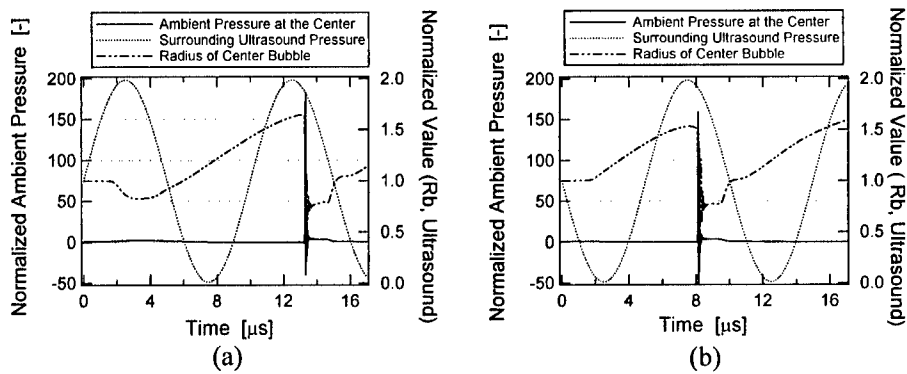 Ambient Pressure at the Center
Surrounding Ultrasound Pressure
Radius of Center Bubble
Normalized Ambient Pressure [-]
200
150
100
50
0
-50
2.0
1.5
1.0
0.5
0.0
Normalized Value (Rb, Ultrasound)
0 4 8 12 16
Time [μs]
(a)
Ambient Pressure at the Center
Surrounding Ultrasound Pressure
Radius of Center Bubble
Normalized Ambient Pressure [-]
200
150
100
50
0
-50
2.0
1.5
1.0
0.5
0.0
Normalized Value ( Rb, Ultrasound)
0 4 8 12 16
Time [μs]
(b)